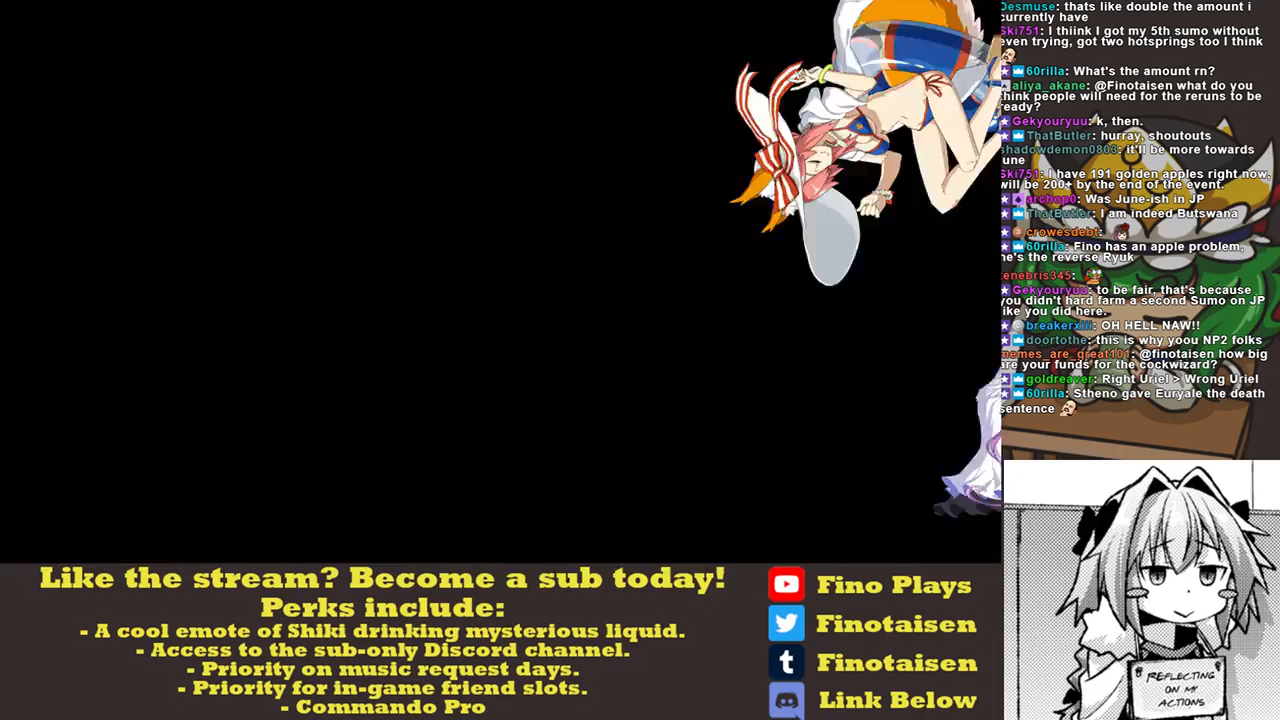 Desmuse: thats like double the amount i
currently have
Ski751: I thiink I got my 5th sumo without
even trying, got two hotsprings too I think
60rilla: What's the amount rn?
aliya_akane: @Finotaisen what do you
think people will need for the reruns to be
ready?
Gekyouryuu: k, then.
ThatButler: hurray, shoutouts
shadowdemon0803: it'll be more towards
june
Ski751: I have 191 golden apples right now,
will be 200+ by the end of the event.
archop0: Was June-ish in JP
ThatButler: I am indeed Butswana
crowesdebt:
60rilla: Fino has an apple problem,
he's the reverse Ryuk
tenebris345:
Gekyouryuu: to be fair, that's because
you didn't hard farm a second Sumo on JP
like you did here.
breakerxiii: OH HELL NAW!!
doortothe: this is why yoou NP2 folks
memes_are_great101: @finotaisen how big
are your funds for the cockwizard?
goldreaver: Right Uriel > Wrong Uriel
60rilla: Stheno gave Euryale the death
sentence
Like the stream? Become a sub today!
Perks include:
- A cool emote of Shiki drinking mysterious liquid.
- Access to the sub-only Discord channel.
- Priority on music request days.
- Priority for in-game friend slots.
- Commando Pro
Fino Plays
Finotaisen
Finotaisen
Link Below
REFLECTING
ON MY
ACTIONS